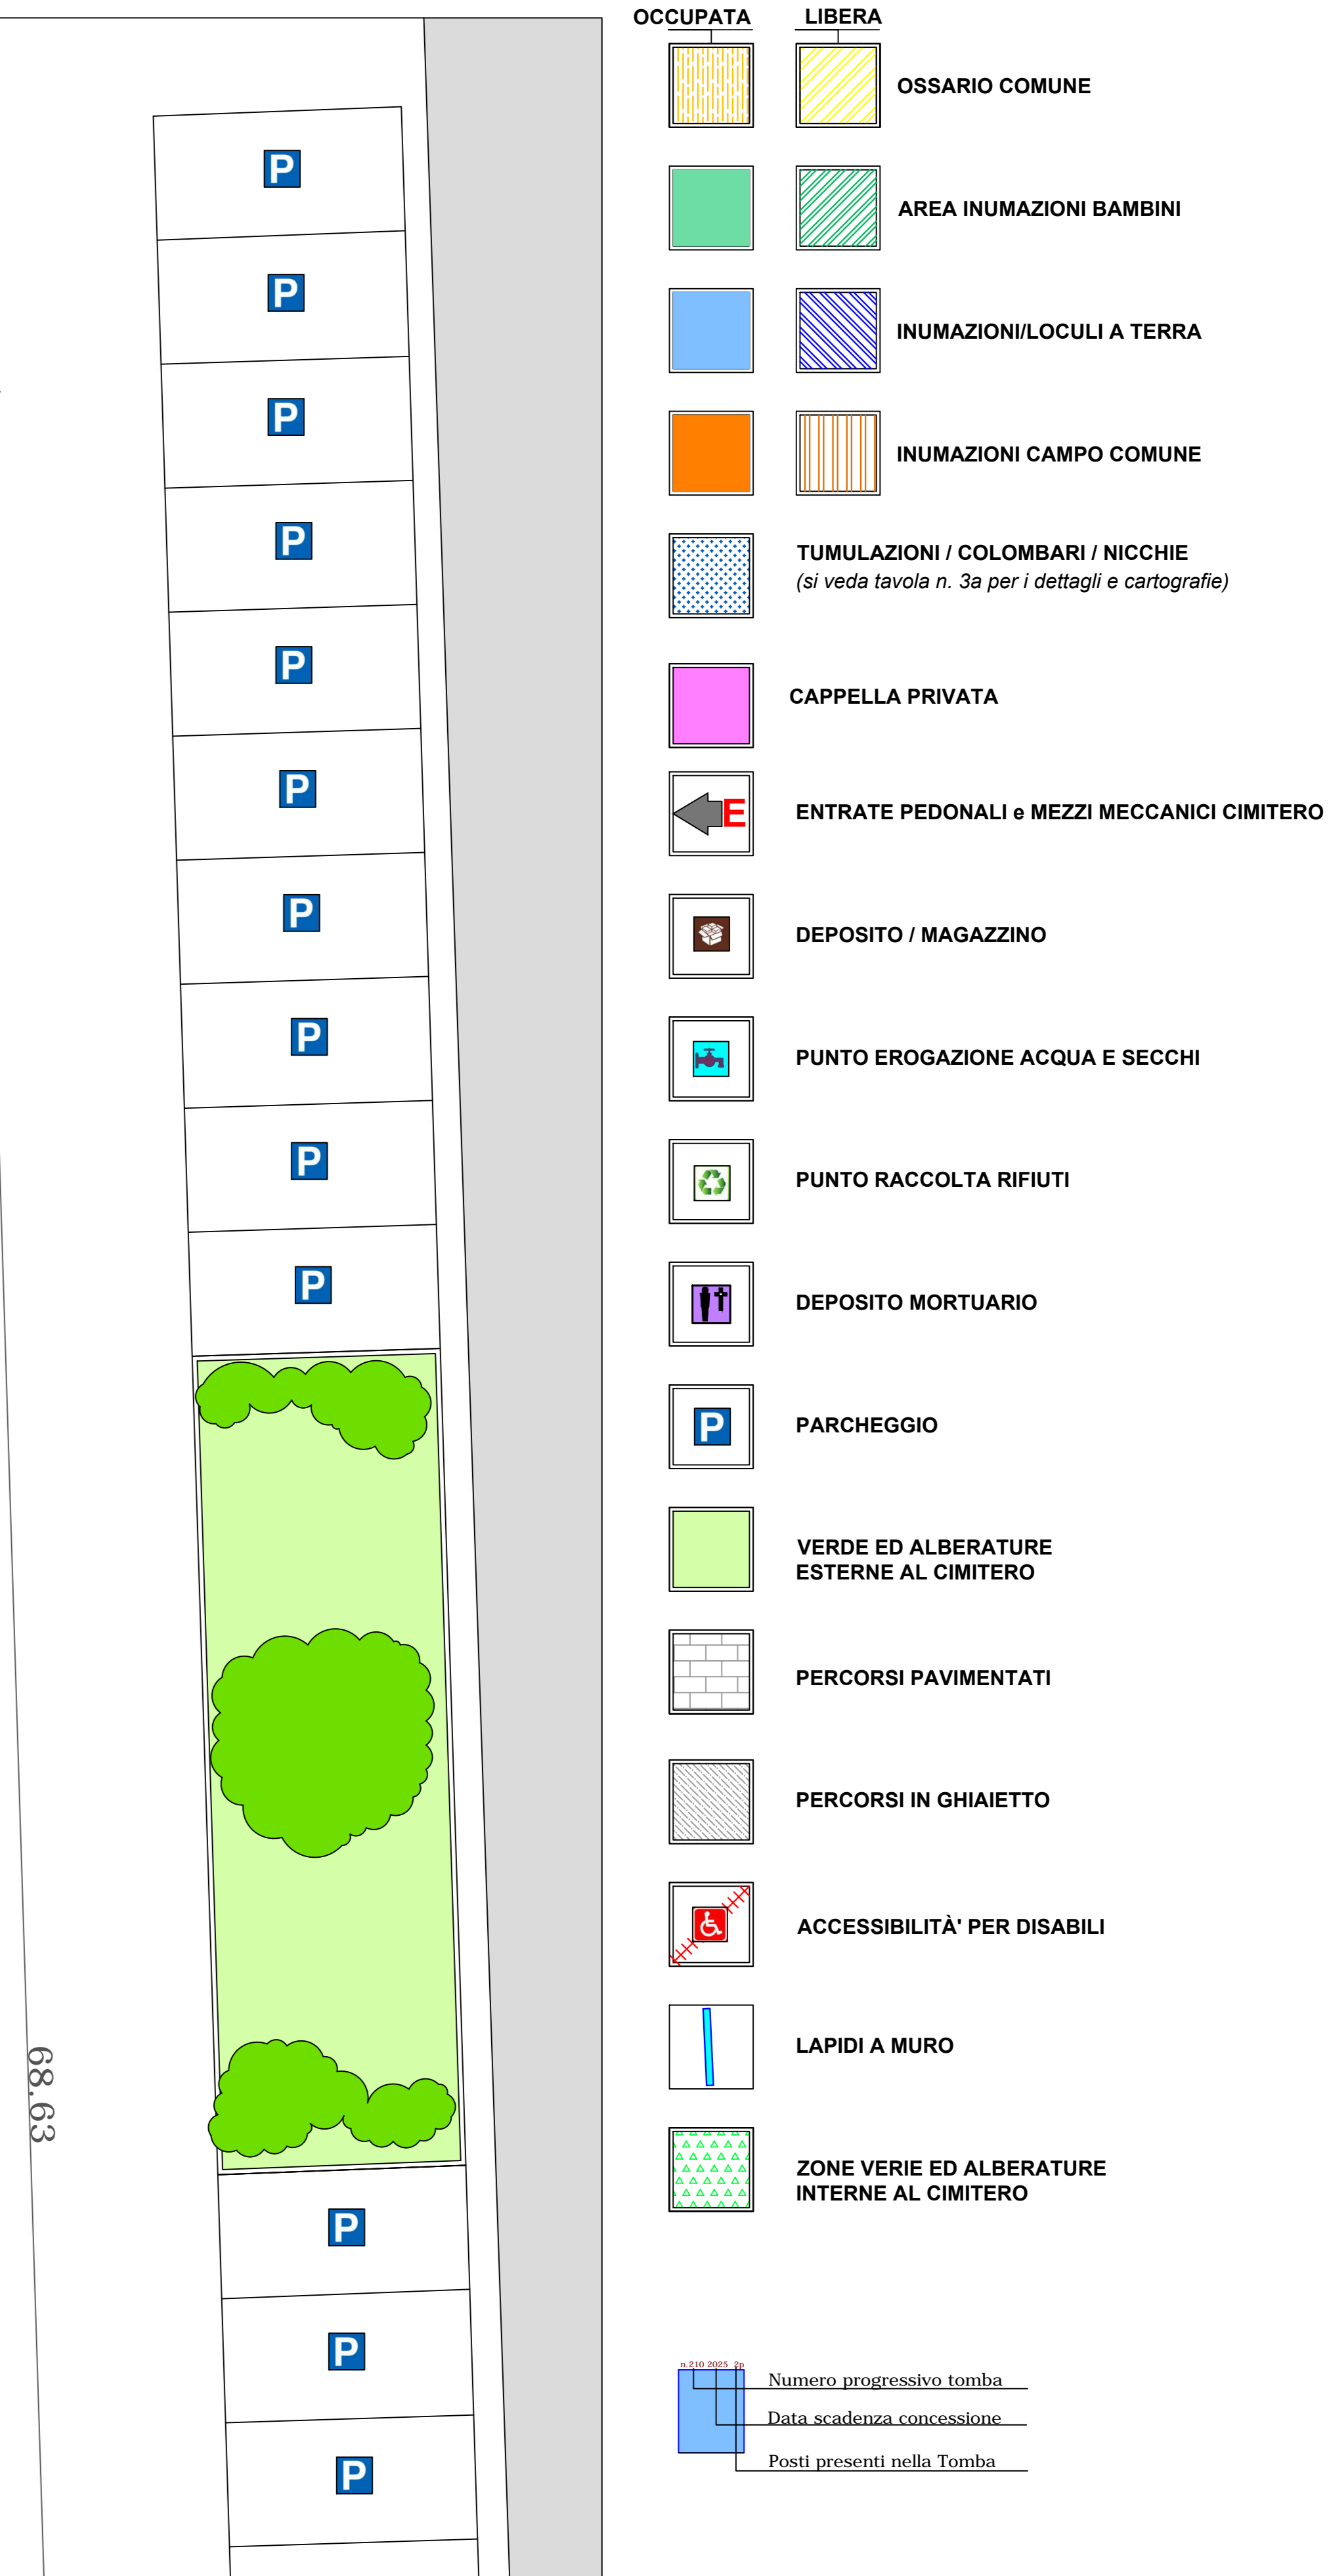 OCCUPATA LIBERA
OSSARIO COMUNE
AREA INUMAZIONI BAMBINI
INUMAZIONI/LOCULI A TERRA
INUMAZIONI CAMPO COMUNE
TUMULAZIONI / COLOMBARI / NICCHIE
(si veda tavola n. 3a per i dettagli e cartografie)
CAPPELLA PRIVATA
E
ENTRATE PEDONALI e MEZZI MECCANICI CIMITERO
DEPOSITO / MAGAZZINO
PUNTO EROGAZIONE ACQUA E SECCHI
PUNTO RACCOLTA RIFIUTI
DEPOSITO MORTUARIO
P
PARCHEGGIO
VERDE ED ALBERATURE
ESTERNE AL CIMITERO
PERCORSI PAVIMENTATI
PERCORSI IN GHIAIETTO
ACCESSIBILITÀ' PER DISABILI
LAPIDI A MURO
ZONE VERIE ED ALBERATURE
INTERNE AL CIMITERO
n.210 2025 2p
Numero progressivo tomba
Data scadenza concessione
Posti presenti nella Tomba
P
P
P
P
P
P
P
P
P
P
68.63
P
P
P